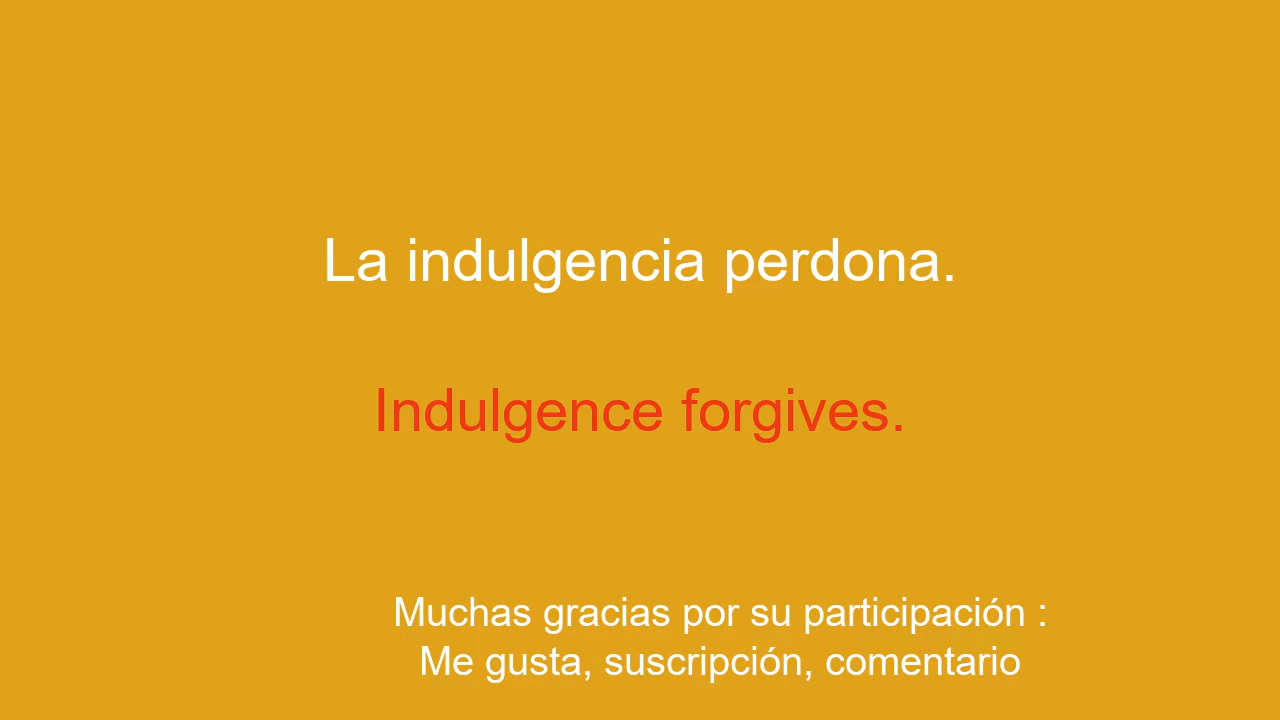 La indulgencia perdona.
Indulgence forgives.
Muchas gracias por su participación :
Me gusta, suscripción, comentario